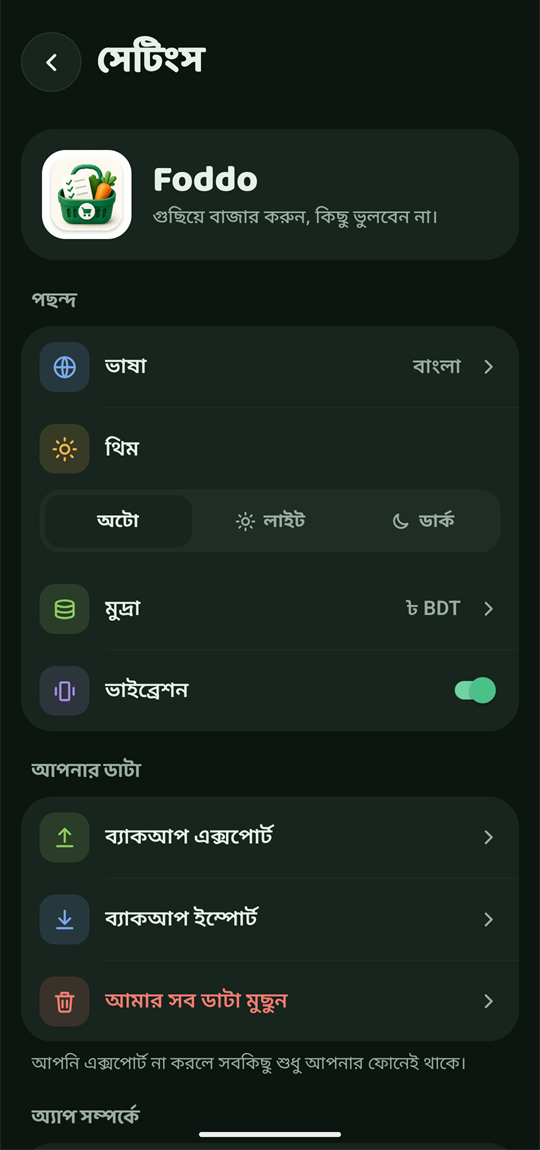 সেটিংস
Foddo
গুছিয়ে বাজার করুন, কিছু ভুলবেন না।
পছন্দ
ভাষা বাংলা
থিম
অটো লাইট ডার্ক
মুদ্রা ৳ BDT
ভাইব্রেশন
আপনার ডাটা
ব্যাকআপ এক্সপোর্ট
ব্যাকআপ ইম্পোর্ট
আমার সব ডাটা মুছুন
আপনি এক্সপোর্ট না করলে সবকিছু শুধু আপনার ফোনেই থাকে।
অ্যাপ সম্পর্কে